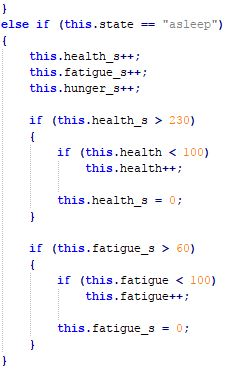 }
else if (this.state == "asleep")
{
    this.health_s++;
    this.fatigue_s++;
    this.hunger_s++;

    if (this.health_s > 230)
    {
        if (this.health < 100)
            this.health++;

        this.health_s = 0;
    }

    if (this.fatigue_s > 60)
    {
        if (this.fatigue < 100)
            this.fatigue++;

        this.fatigue_s = 0;
    }
}